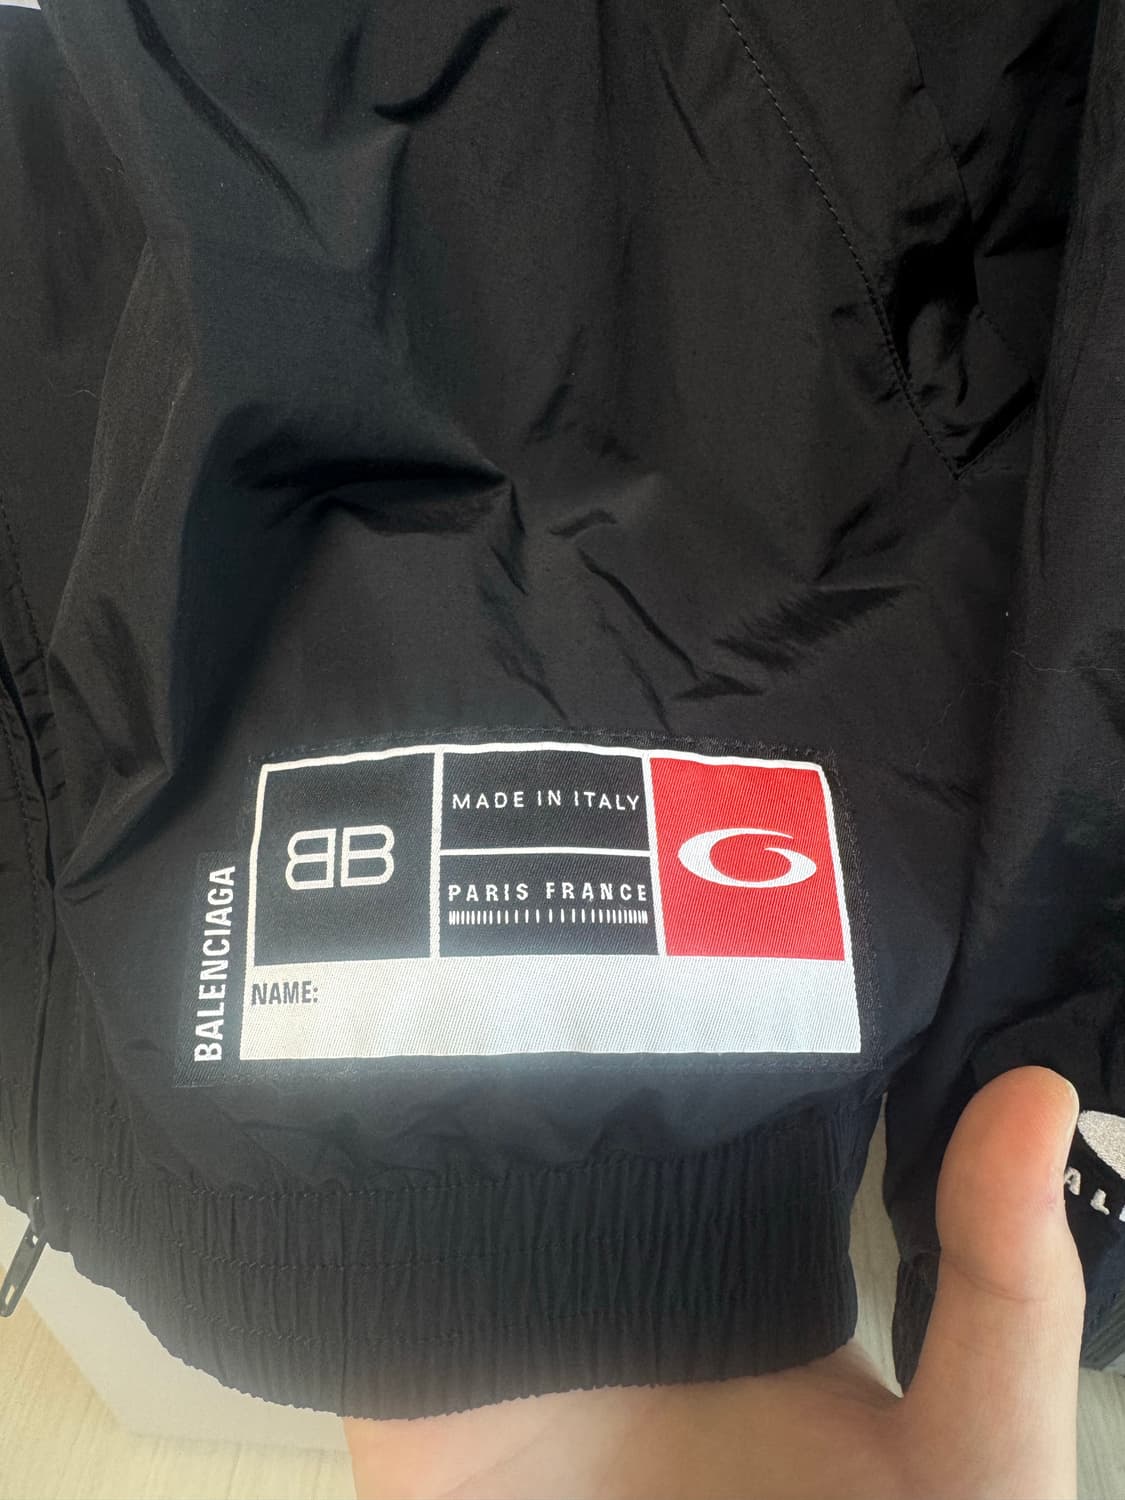 BB
MADE IN ITALY
PARIS FRANCE
BALENCIAGA
NAME: